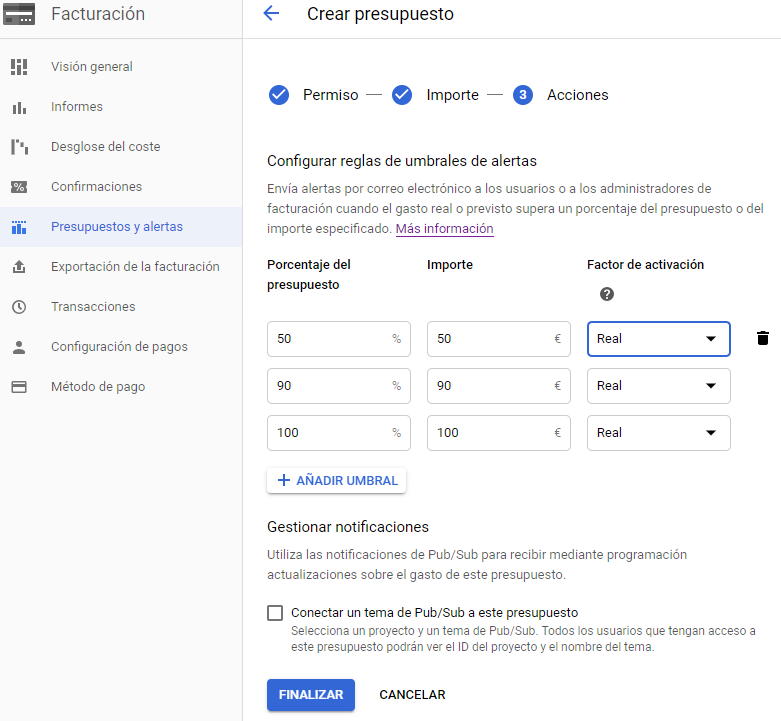 Facturación
Crear presupuesto
Visión general
Informes
Desglose del coste
Confirmaciones
Presupuestos y alertas
Exportación de la facturación
Transacciones
Configuración de pagos
Método de pago
Permiso
Importe
3 Acciones
Configurar reglas de umbrales de alertas
Envía alertas por correo electrónico a los usuarios o a los administradores de
facturación cuando el gasto real o previsto supera un porcentaje del presupuesto o del
importe especificado. Más información
Porcentaje del
presupuesto
Importe
Factor de activación
?
50 % 50 € Real
90 % 90 € Real
100 % 100 € Real
+ AÑADIR UMBRAL
Gestionar notificaciones
Utiliza las notificaciones de Pub/Sub para recibir mediante programación
actualizaciones sobre el gasto de este presupuesto.
Conectar un tema de Pub/Sub a este presupuesto
Selecciona un proyecto y un tema de Pub/Sub. Todos los usuarios que tengan acceso a
este presupuesto podrán ver el ID del proyecto y el nombre del tema.
FINALIZAR CANCELAR